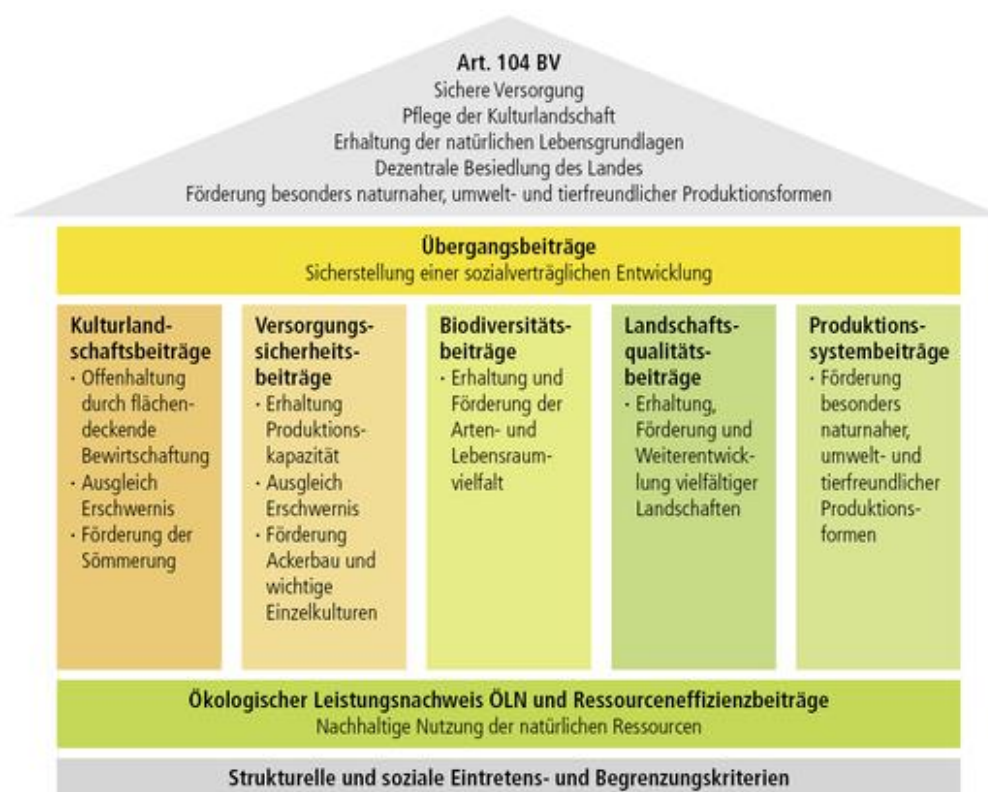 Art. 104 BV
Sichere Versorgung
Pflege der Kulturlandschaft
Erhaltung der natürlichen Lebensgrundlagen
Dezentrale Besiedlung des Landes
Förderung besonders naturnaher, umwelt- und tierfreundlicher Produktionsformen
Übergangsbeiträge
Sicherstellung einer sozialverträglichen Entwicklung
Kulturland-
schaftsbeiträge
· Offenhaltung
durch flächen-
deckende
Bewirtschaftung
· Ausgleich
Erschwernis
· Förderung der
Sömmerung
Versorgungs-
sicherheits-
beiträge
· Erhaltung
Produktions-
kapazität
· Ausgleich
Erschwernis
· Förderung
Ackerbau und
wichtige
Einzelkulturen
Biodiversitäts-
beiträge
· Erhaltung und
Förderung der
Arten- und
Lebensraum-
vielfalt
Landschafts-
qualitäts-
beiträge
· Erhaltung,
Förderung und
Weiterentwick-
lung vielfältiger
Landschaften
Produktions-
systembeiträge
· Förderung
besonders
naturnaher,
umwelt- und
tierfreundlicher
Produktions-
formen
Ökologischer Leistungsnachweis ÖLN und Ressourceneffizienzbeiträge
Nachhaltige Nutzung der natürlichen Ressourcen
Strukturelle und soziale Eintretens- und Begrenzungskriterien